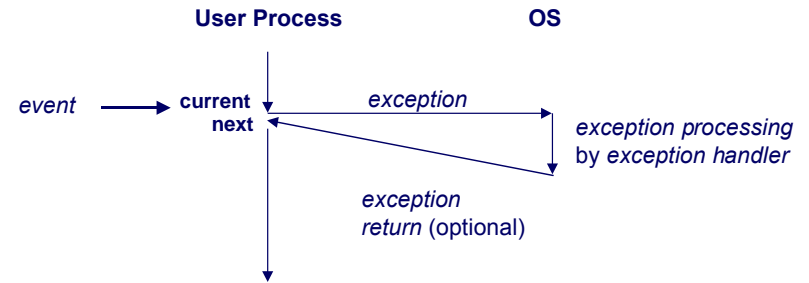 User Process
OS
event
current
exception
next
exception processing
by exception handler
exception
return (optional)